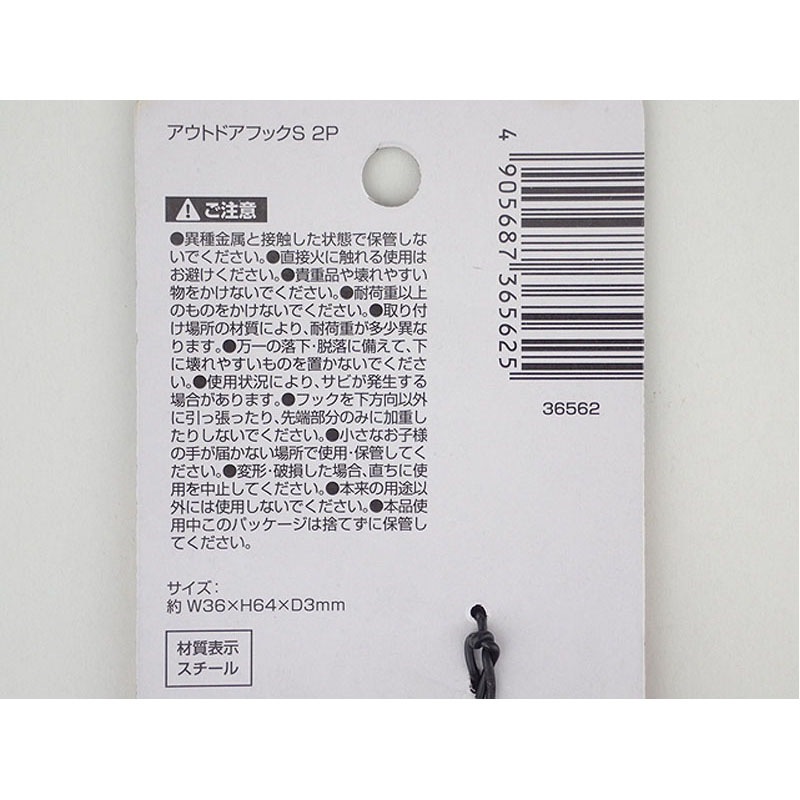 アウトドアフックS 2P
ご注意
●異種金属と接触した状態で保管しな
いでください。●直接火に触れる使用は
お避けください。●貴重品や壊れやすい
物をかけないでください。●耐荷重以上
のものをかけないでください。●取り付
け場所の材質により、耐荷重が多少異な
ります。●万一の落下・脱落に備えて、下
に壊れやすいものを置かないでくださ
い。●使用状況により、サビが発生する
場合があります。●フックを下方向以外
に引っ張ったり、先端部分のみに加重し
たりしないでください。●小さなお子様
の手が届かない場所で使用・保管してく
ださい。●変形・破損した場合、直ちに使
用を中止してください。●本来の用途以
外には使用しないでください。●本品使
用中このパッケージは捨てずに保管し
てください。
サイズ：
約 W36×H64×D3mm
材質表示
スチール
4 905687 365625
36562